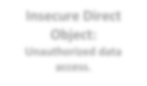 Insecure Direct
Object:
Unauthorized data
access.